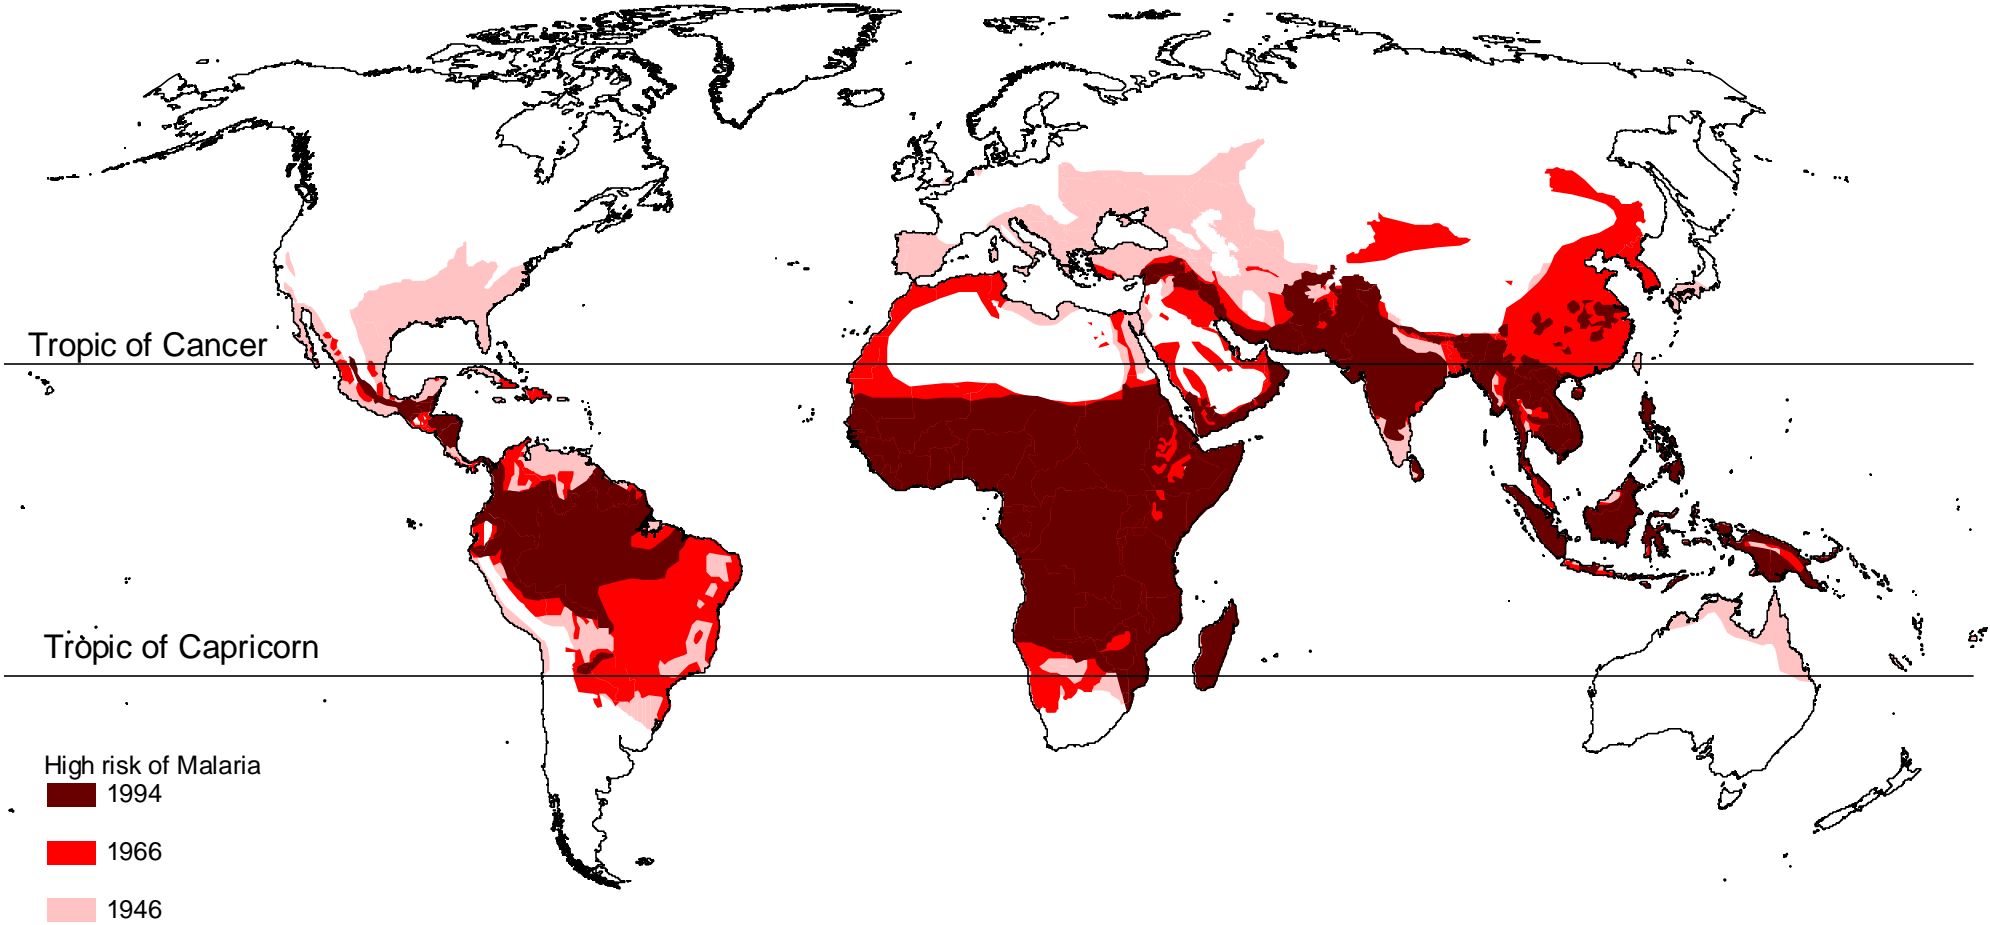 Tropic of Cancer
Tropic of Capricorn
High risk of Malaria
1994
1966
1946